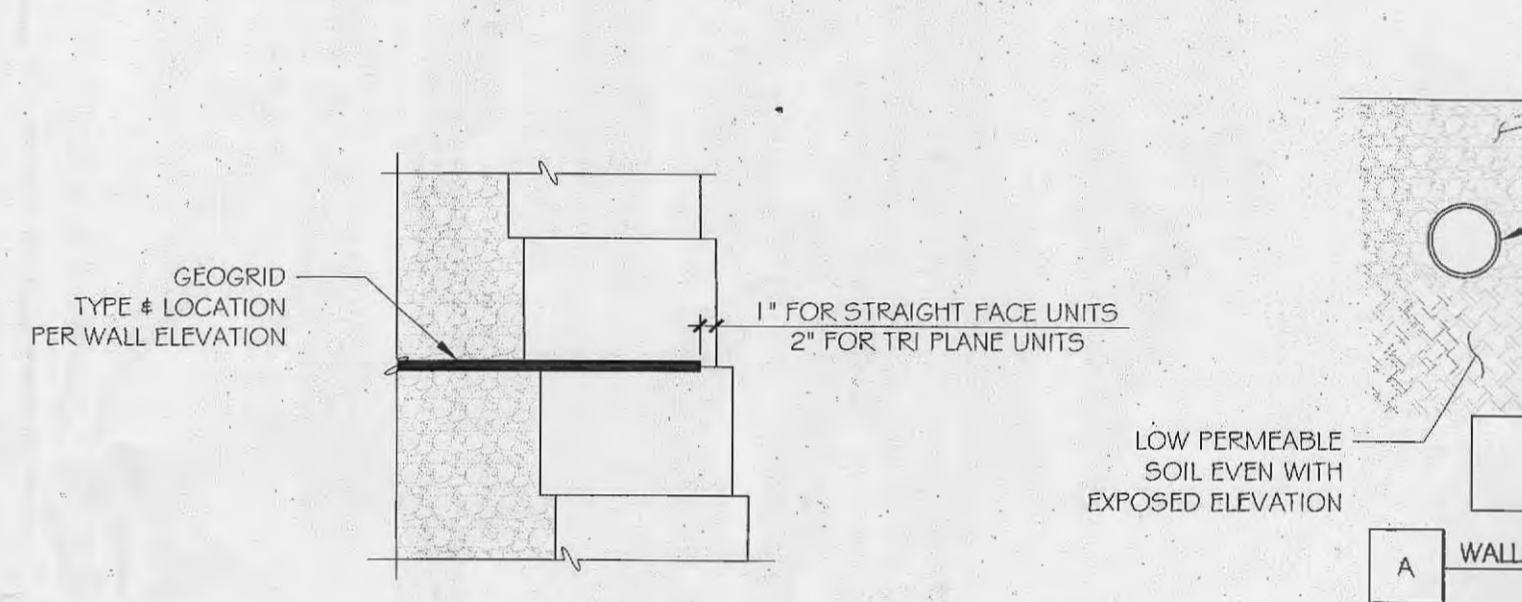 GEOGRID
TYPE & LOCATION
PER WALL ELEVATION
1" FOR STRAIGHT FACE UNITS
2" FOR TRI PLANE UNITS
LOW PERMEABLE
SOIL EVEN WITH
EXPOSED ELEVATION
A
WALL